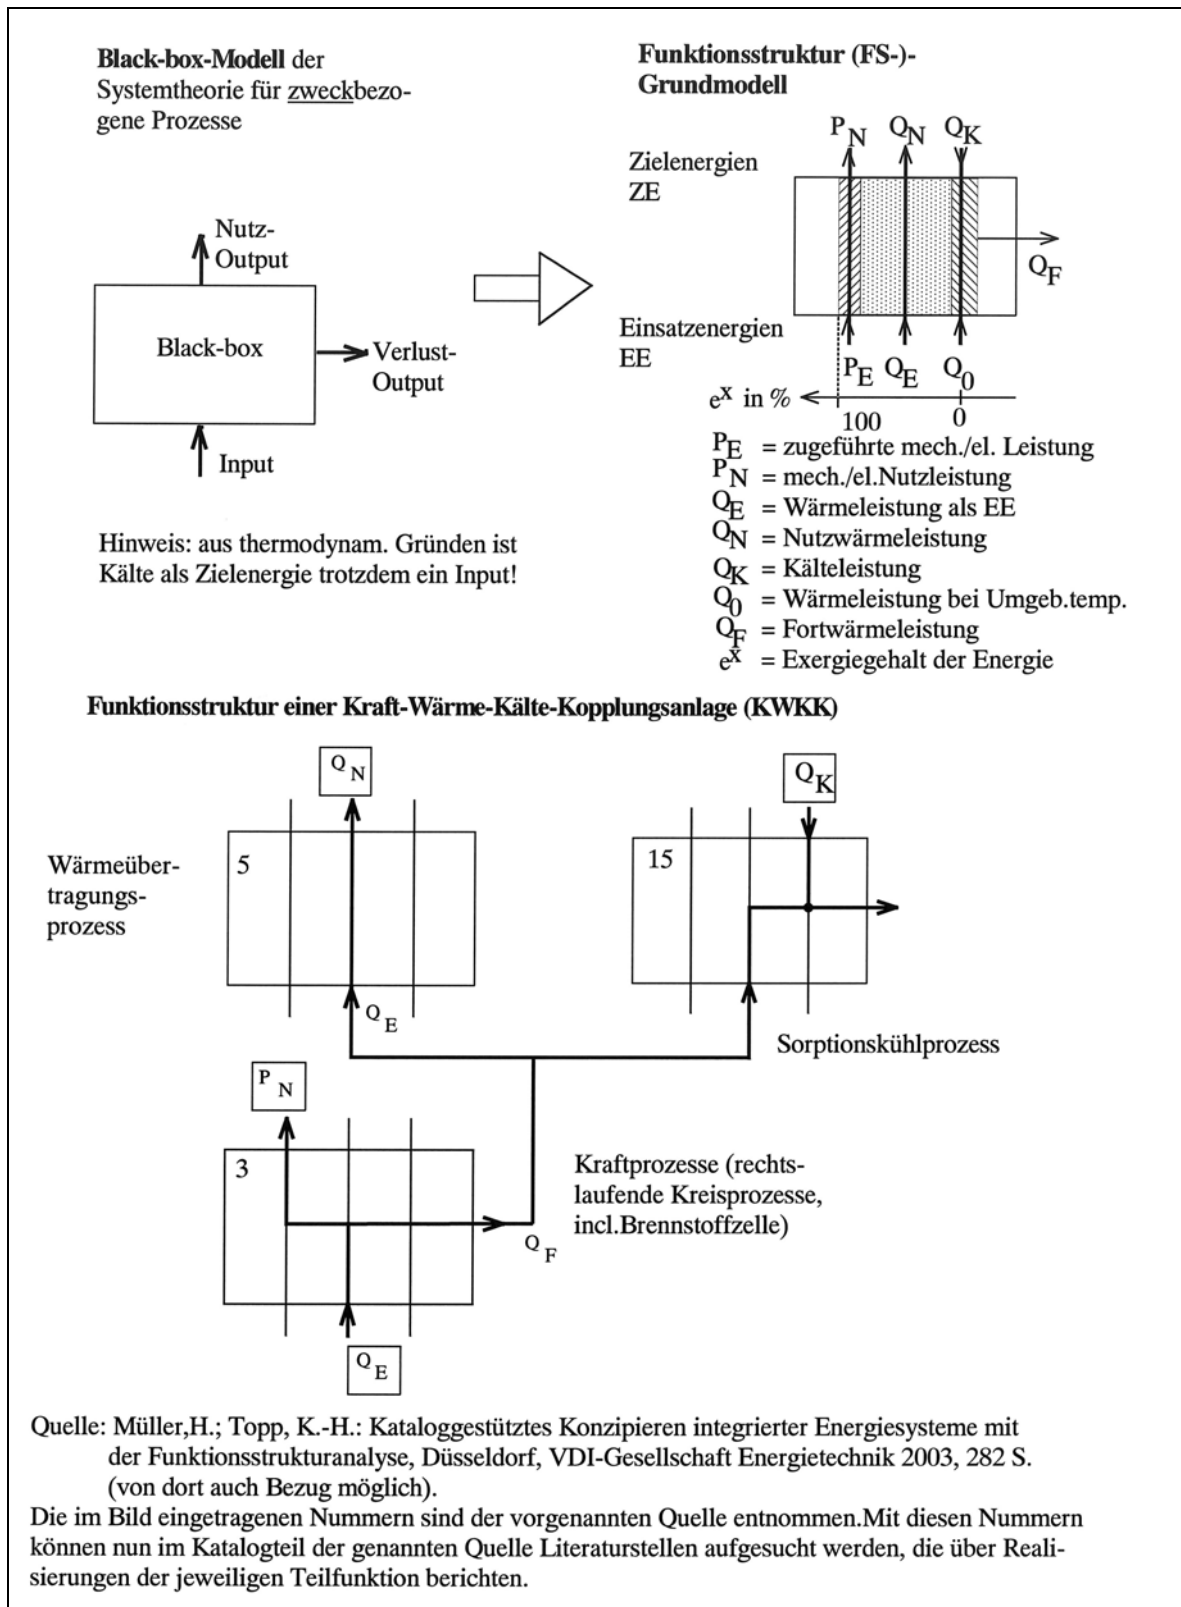 Black-box-Modell der
Systemtheorie für zweckbezo-
gene Prozesse
Nutz-
Output
Black-box
Verlust-
Output
Input
Hinweis: aus thermodynam. Gründen ist
Kälte als Zielenergie trotzdem ein Input!
Funktionsstruktur (FS-)-
Grundmodell
P_N Q_N Q_K
Zielenergien
ZE
Q_F
Einsatzenergien
EE
P_E Q_E Q_0
e^x in %
100 0
P_E = zugeführte mech./el. Leistung
P_N = mech./el.Nutzleistung
Q_E = Wärmeleistung als EE
Q_N = Nutzwärmeleistung
Q_K = Kälteleistung
Q_0 = Wärmeleistung bei Umgeb.temp.
Q_F = Fortwärmeleistung
e^x = Exergiegehalt der Energie
Funktionsstruktur einer Kraft-Wärme-Kälte-Kopplungsanlage (KWKK)
Q_N
Q_K
Wärmeüber-
tragungs-
prozess
5
15
Q_E
Sorptionskühlprozess
P_N
3
Kraftprozesse (rechts-
laufende Kreisprozesse,
incl.Brennstoffzelle)
Q_F
Q_E
Quelle: Müller,H.; Topp, K.-H.: Kataloggestütztes Konzipieren integrierter Energiesysteme mit
der Funktionsstrukturanalyse, Düsseldorf, VDI-Gesellschaft Energietechnik 2003, 282 S.
(von dort auch Bezug möglich).
Die im Bild eingetragenen Nummern sind der vorgenannten Quelle entnommen.Mit diesen Nummern
können nun im Katalogteil der genannten Quelle Literaturstellen aufgesucht werden, die über Reali-
sierungen der jeweiligen Teilfunktion berichten.